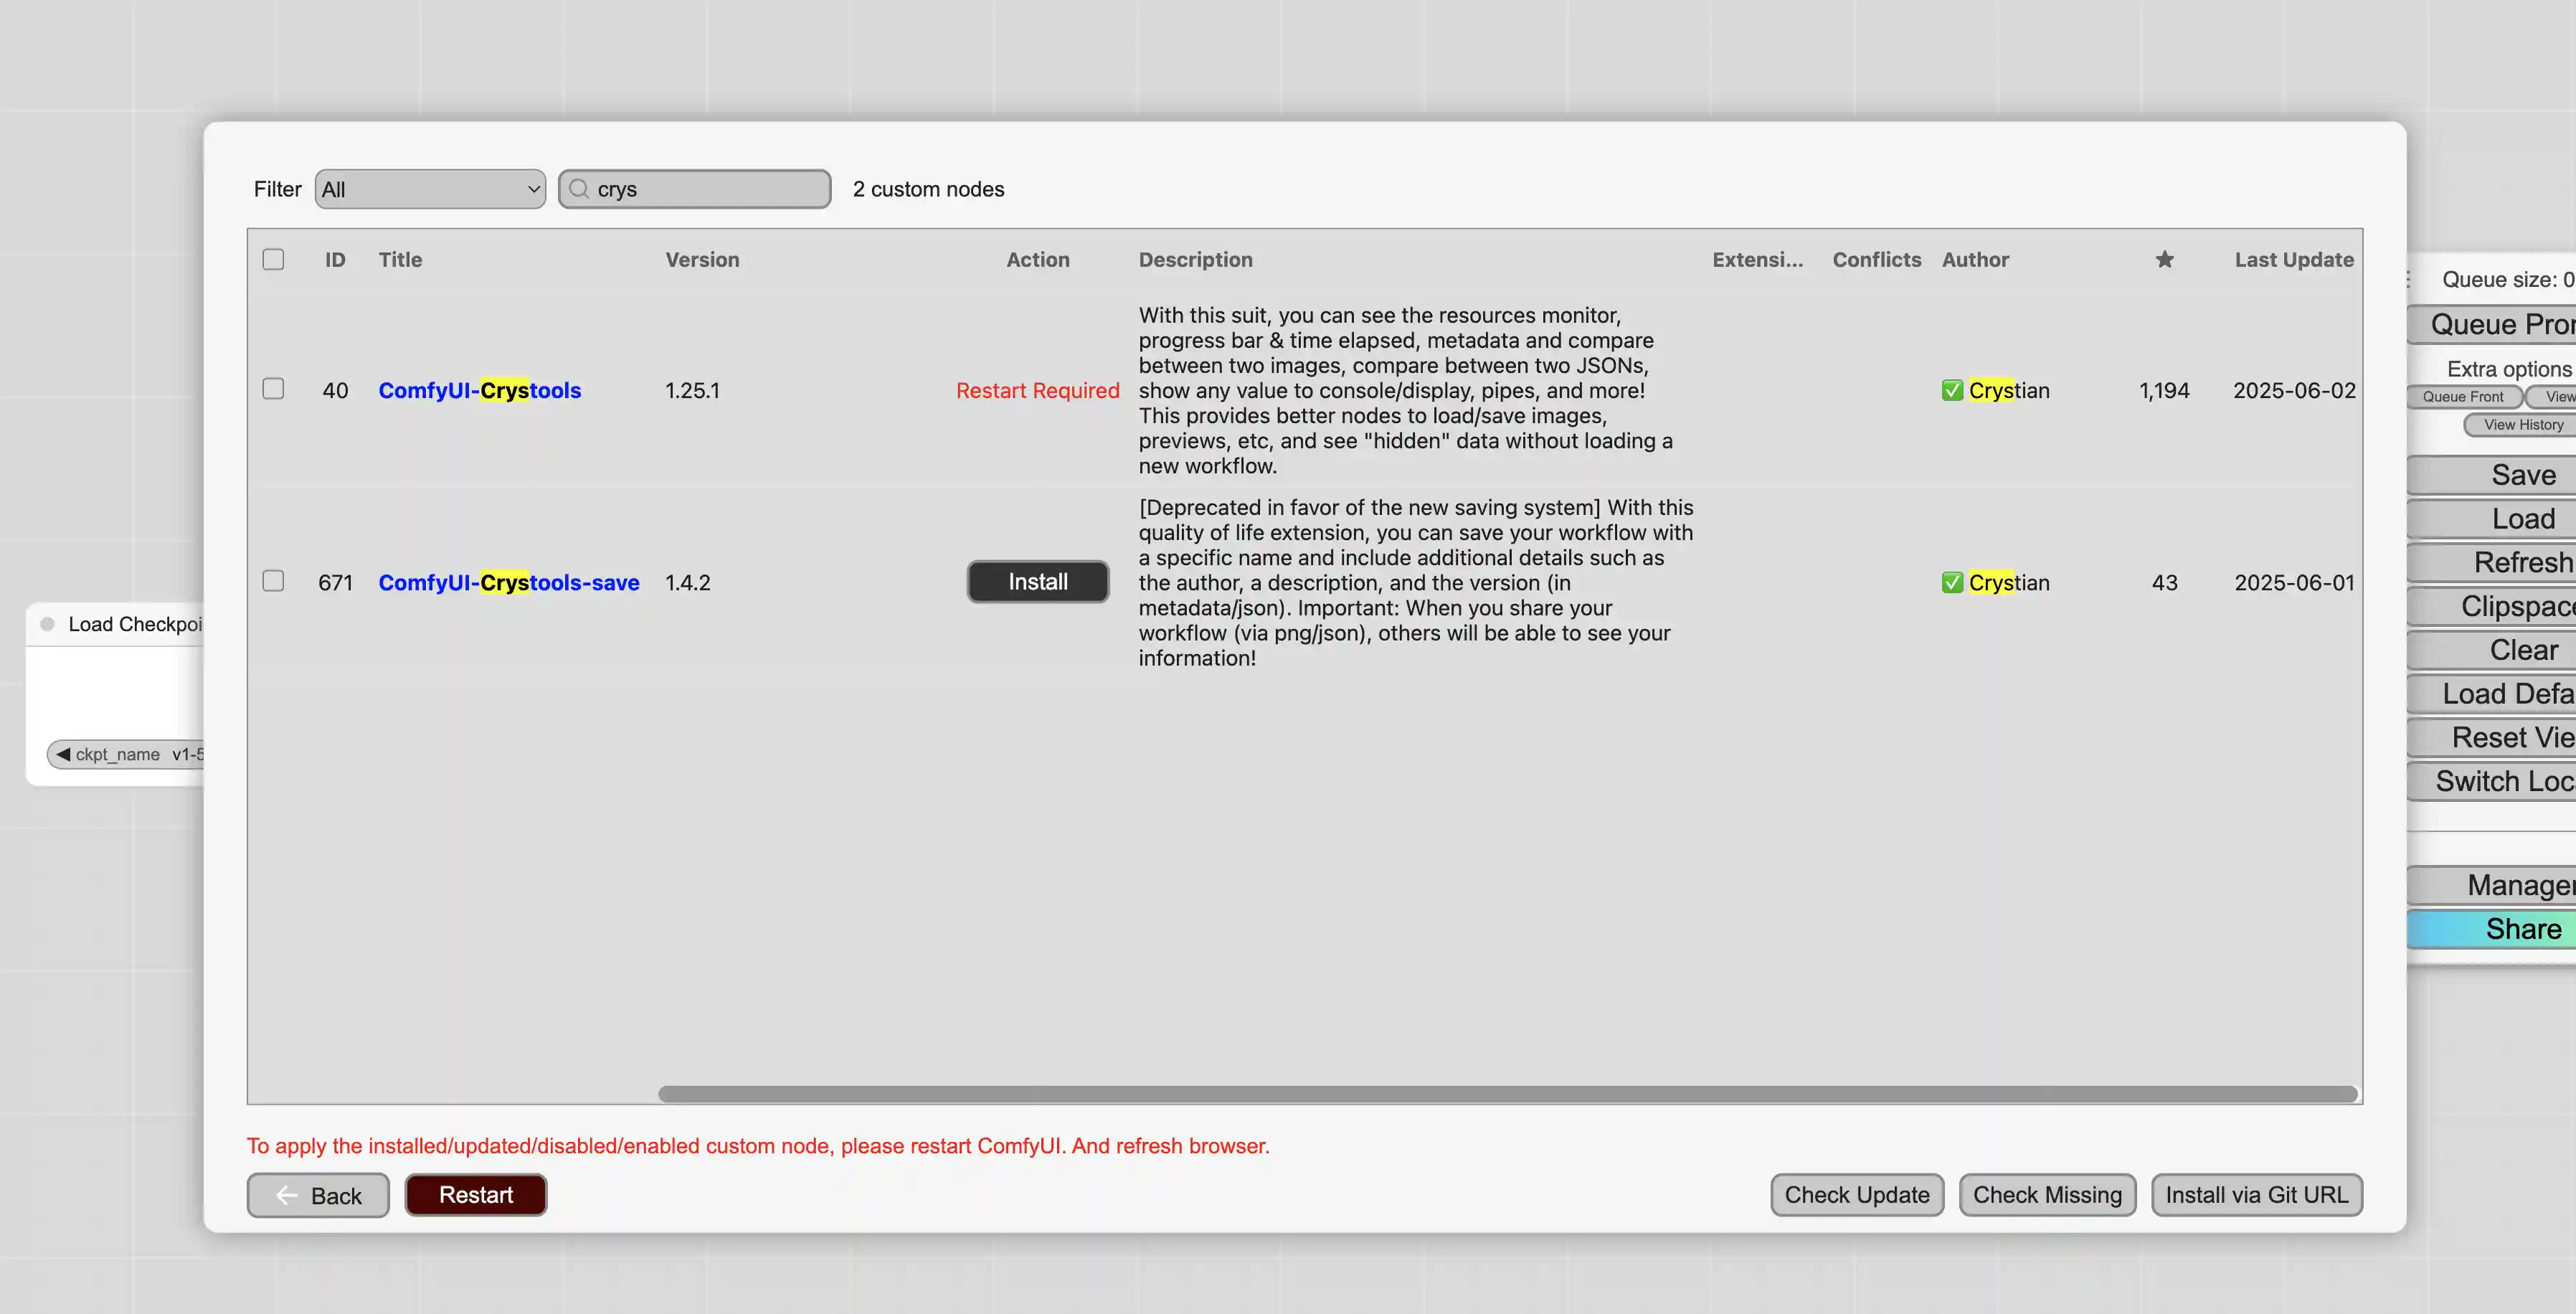 Filter All crys 2 custom nodes
ID Title Version Action Description Extensi... Conflicts Author ★ Last Update
With this suit, you can see the resources monitor,
progress bar & time elapsed, metadata and compare
between two images, compare between two JSONs,
40 ComfyUI-Crystools 1.25.1 Restart Required show any value to console/display, pipes, and more! ✅ Crystian 1,194 2025-06-02
This provides better nodes to load/save images,
previews, etc, and see "hidden" data without loading a
new workflow.
[Deprecated in favor of the new saving system] With this
quality of life extension, you can save your workflow with
a specific name and include additional details such as
671 ComfyUI-Crystools-save 1.4.2 Install the author, a description, and the version (in ✅ Crystian 43 2025-06-01
metadata/json). Important: When you share your
workflow (via png/json), others will be able to see your
information!
To apply the installed/updated/disabled/enabled custom node, please restart ComfyUI. And refresh browser.
Back Restart Check Update Check Missing Install via Git URL
Load Checkpoi
ckpt_name v1-5
Queue size: 0
Queue Pro
Extra options
Queue Front View
View History
Save
Load
Refresh
Clipspace
Clear
Load Defa
Reset Vie
Switch Loc
Manager
Share